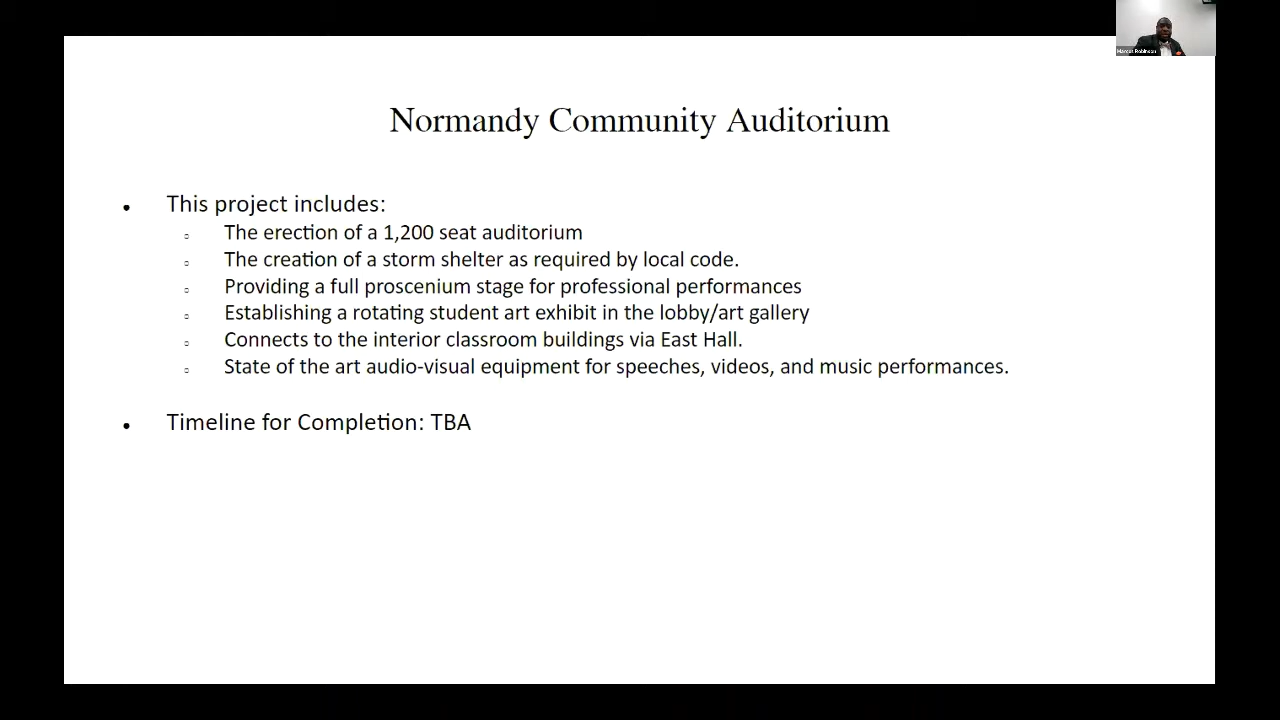 Marcus Robinson
Normandy Community Auditorium
• This project includes:
○ The erection of a 1,200 seat auditorium
○ The creation of a storm shelter as required by local code.
○ Providing a full proscenium stage for professional performances
○ Establishing a rotating student art exhibit in the lobby/art gallery
○ Connects to the interior classroom buildings via East Hall.
○ State of the art audio-visual equipment for speeches, videos, and music performances.
• Timeline for Completion: TBA